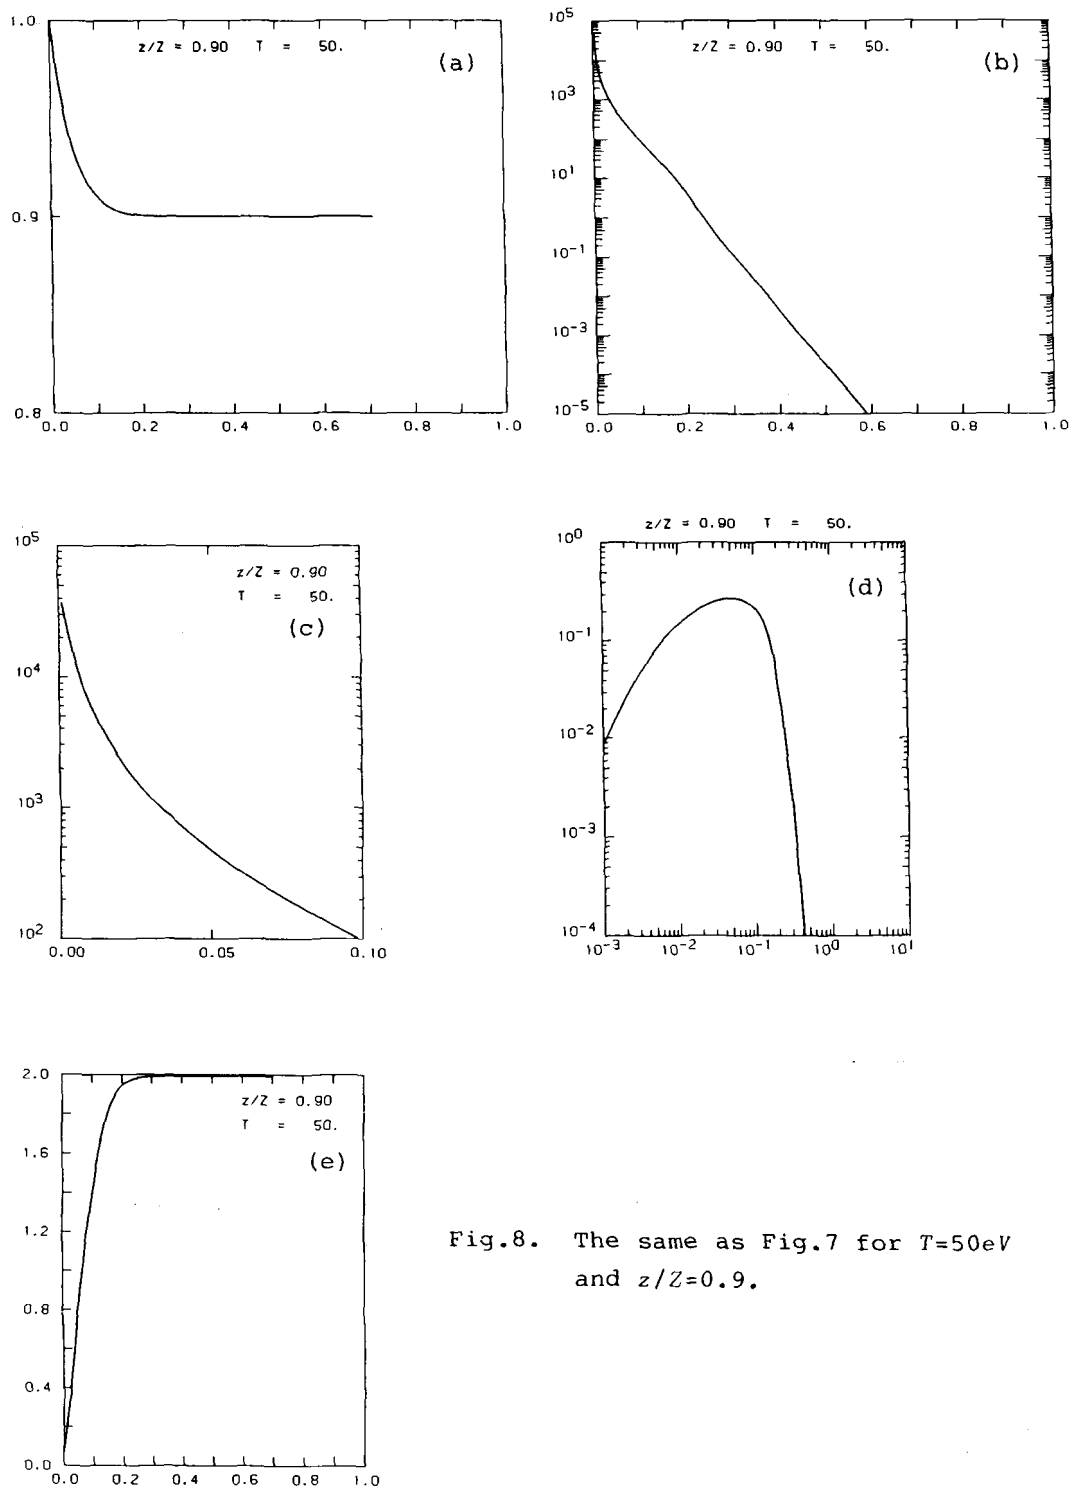 1.0
z/Z = 0.90 T = 50.
(a)
0.9
0.8
0.0 0.2 0.4 0.6 0.8 1.0
10^5
z/Z = 0.90 T = 50.
(b)
10^3
10^1
10^-1
10^-3
10^-5
0.0 0.2 0.4 0.6 0.8 1.0
10^5
z/Z = 0.90
T = 50.
(c)
10^4
10^3
10^2
0.00 0.05 0.10
z/Z = 0.90 T = 50.
10^0
(d)
10^-1
10^-2
10^-3
10^-4
10^-3 10^-2 10^-1 10^0 10^1
2.0
z/Z = 0.90
T = 50.
(e)
1.6
1.2
0.8
0.4
0.0
0.0 0.2 0.4 0.6 0.8 1.0
Fig.8. The same as Fig.7 for T=50eV
and z/Z=0.9.